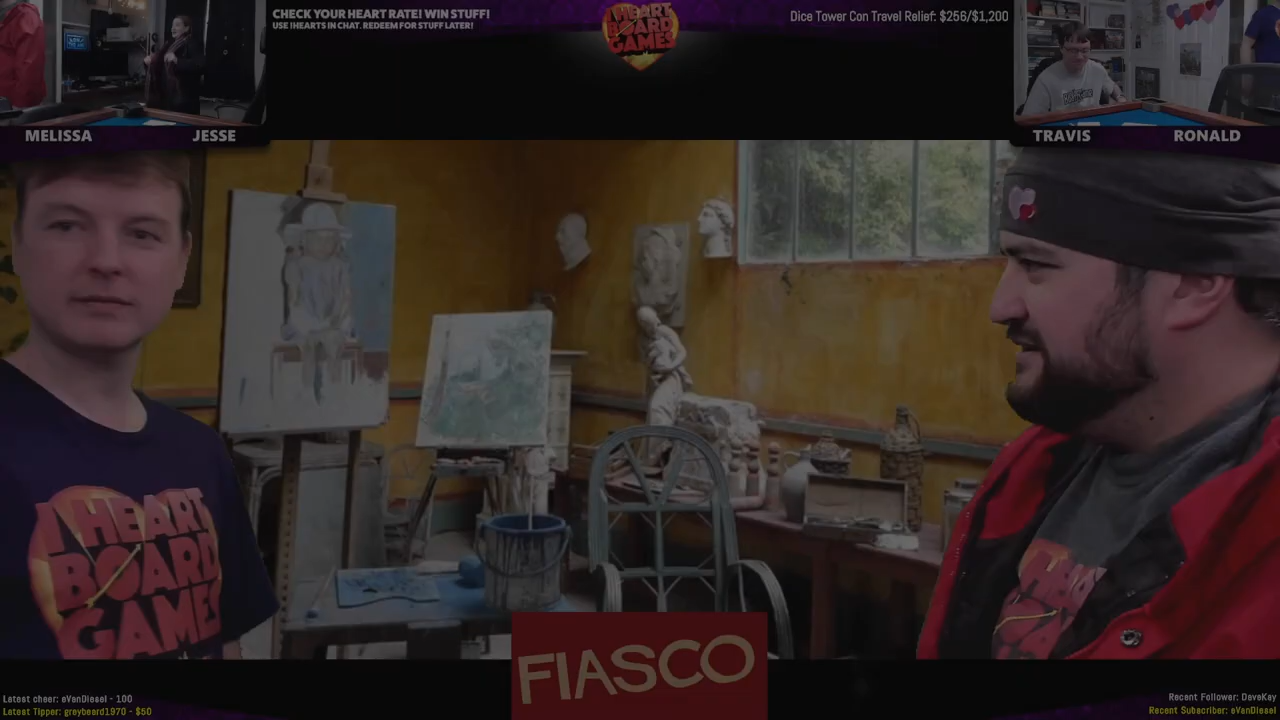 CHECK YOUR HEART RATE! WIN STUFF!
USE !HEARTS IN CHAT. REDEEM FOR STUFF LATER!
I HEART
BOARD
GAMES
Dice Tower Con Travel Relief: $256/$1,200
MELISSA
JESSE
TRAVIS
RONALD
I HEART
BOARD
GAMES
FIASCO
Latest cheer: eVanDiesel - 100
Latest Tipper: greybeard1970 - $50
Recent Follower: DaveKay
Recent Subscriber: eVanDiesel